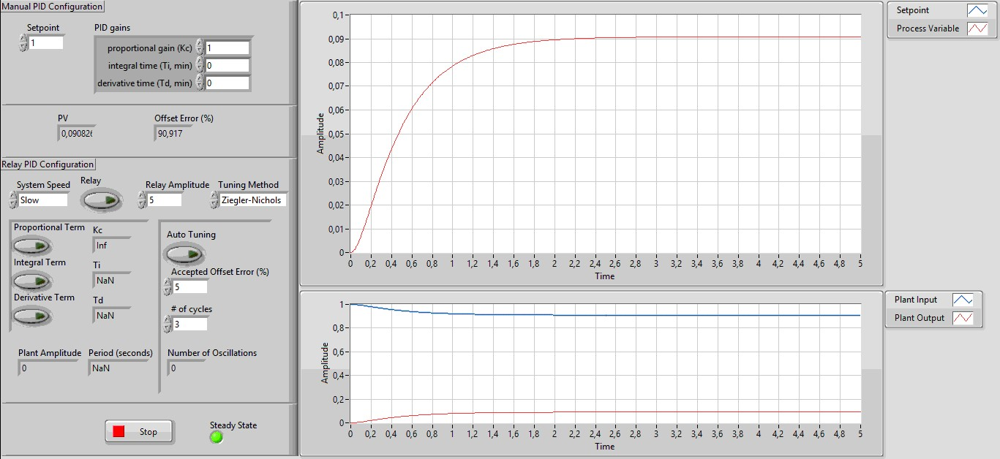 Manual PID Configuration
Setpoint
1
PID gains
proportional gain (Kc) 1
integral time (Ti, min) 0
derivative time (Td, min) 0
PV
0,090826
Offset Error (%)
90,917
Relay PID Configuration
System Speed
Slow
Relay
Relay Amplitude
5
Tuning Method
Ziegler-Nichols
Proportional Term
Kc
Inf
Integral Term
Ti
NaN
Derivative Term
Td
NaN
Auto Tuning
Accepted Offset Error (%)
5
# of cycles
3
Plant Amplitude
0
Period (seconds)
NaN
Number of Oscillations
0
Stop
Steady State
Amplitude
0,1
0,09
0,08
0,07
0,06
0,05
0,04
0,03
0,02
0,01
0
0 0,2 0,4 0,6 0,8 1 1,2 1,4 1,6 1,8 2 2,2 2,4 2,6 2,8 3 3,2 3,4 3,6 3,8 4 4,2 4,4 4,6 4,8 5
Time
Setpoint
Process Variable
Amplitude
1
0,8
0,6
0,4
0,2
0
0 0,2 0,4 0,6 0,8 1 1,2 1,4 1,6 1,8 2 2,2 2,4 2,6 2,8 3 3,2 3,4 3,6 3,8 4 4,2 4,4 4,6 4,8 5
Time
Plant Input
Plant Output